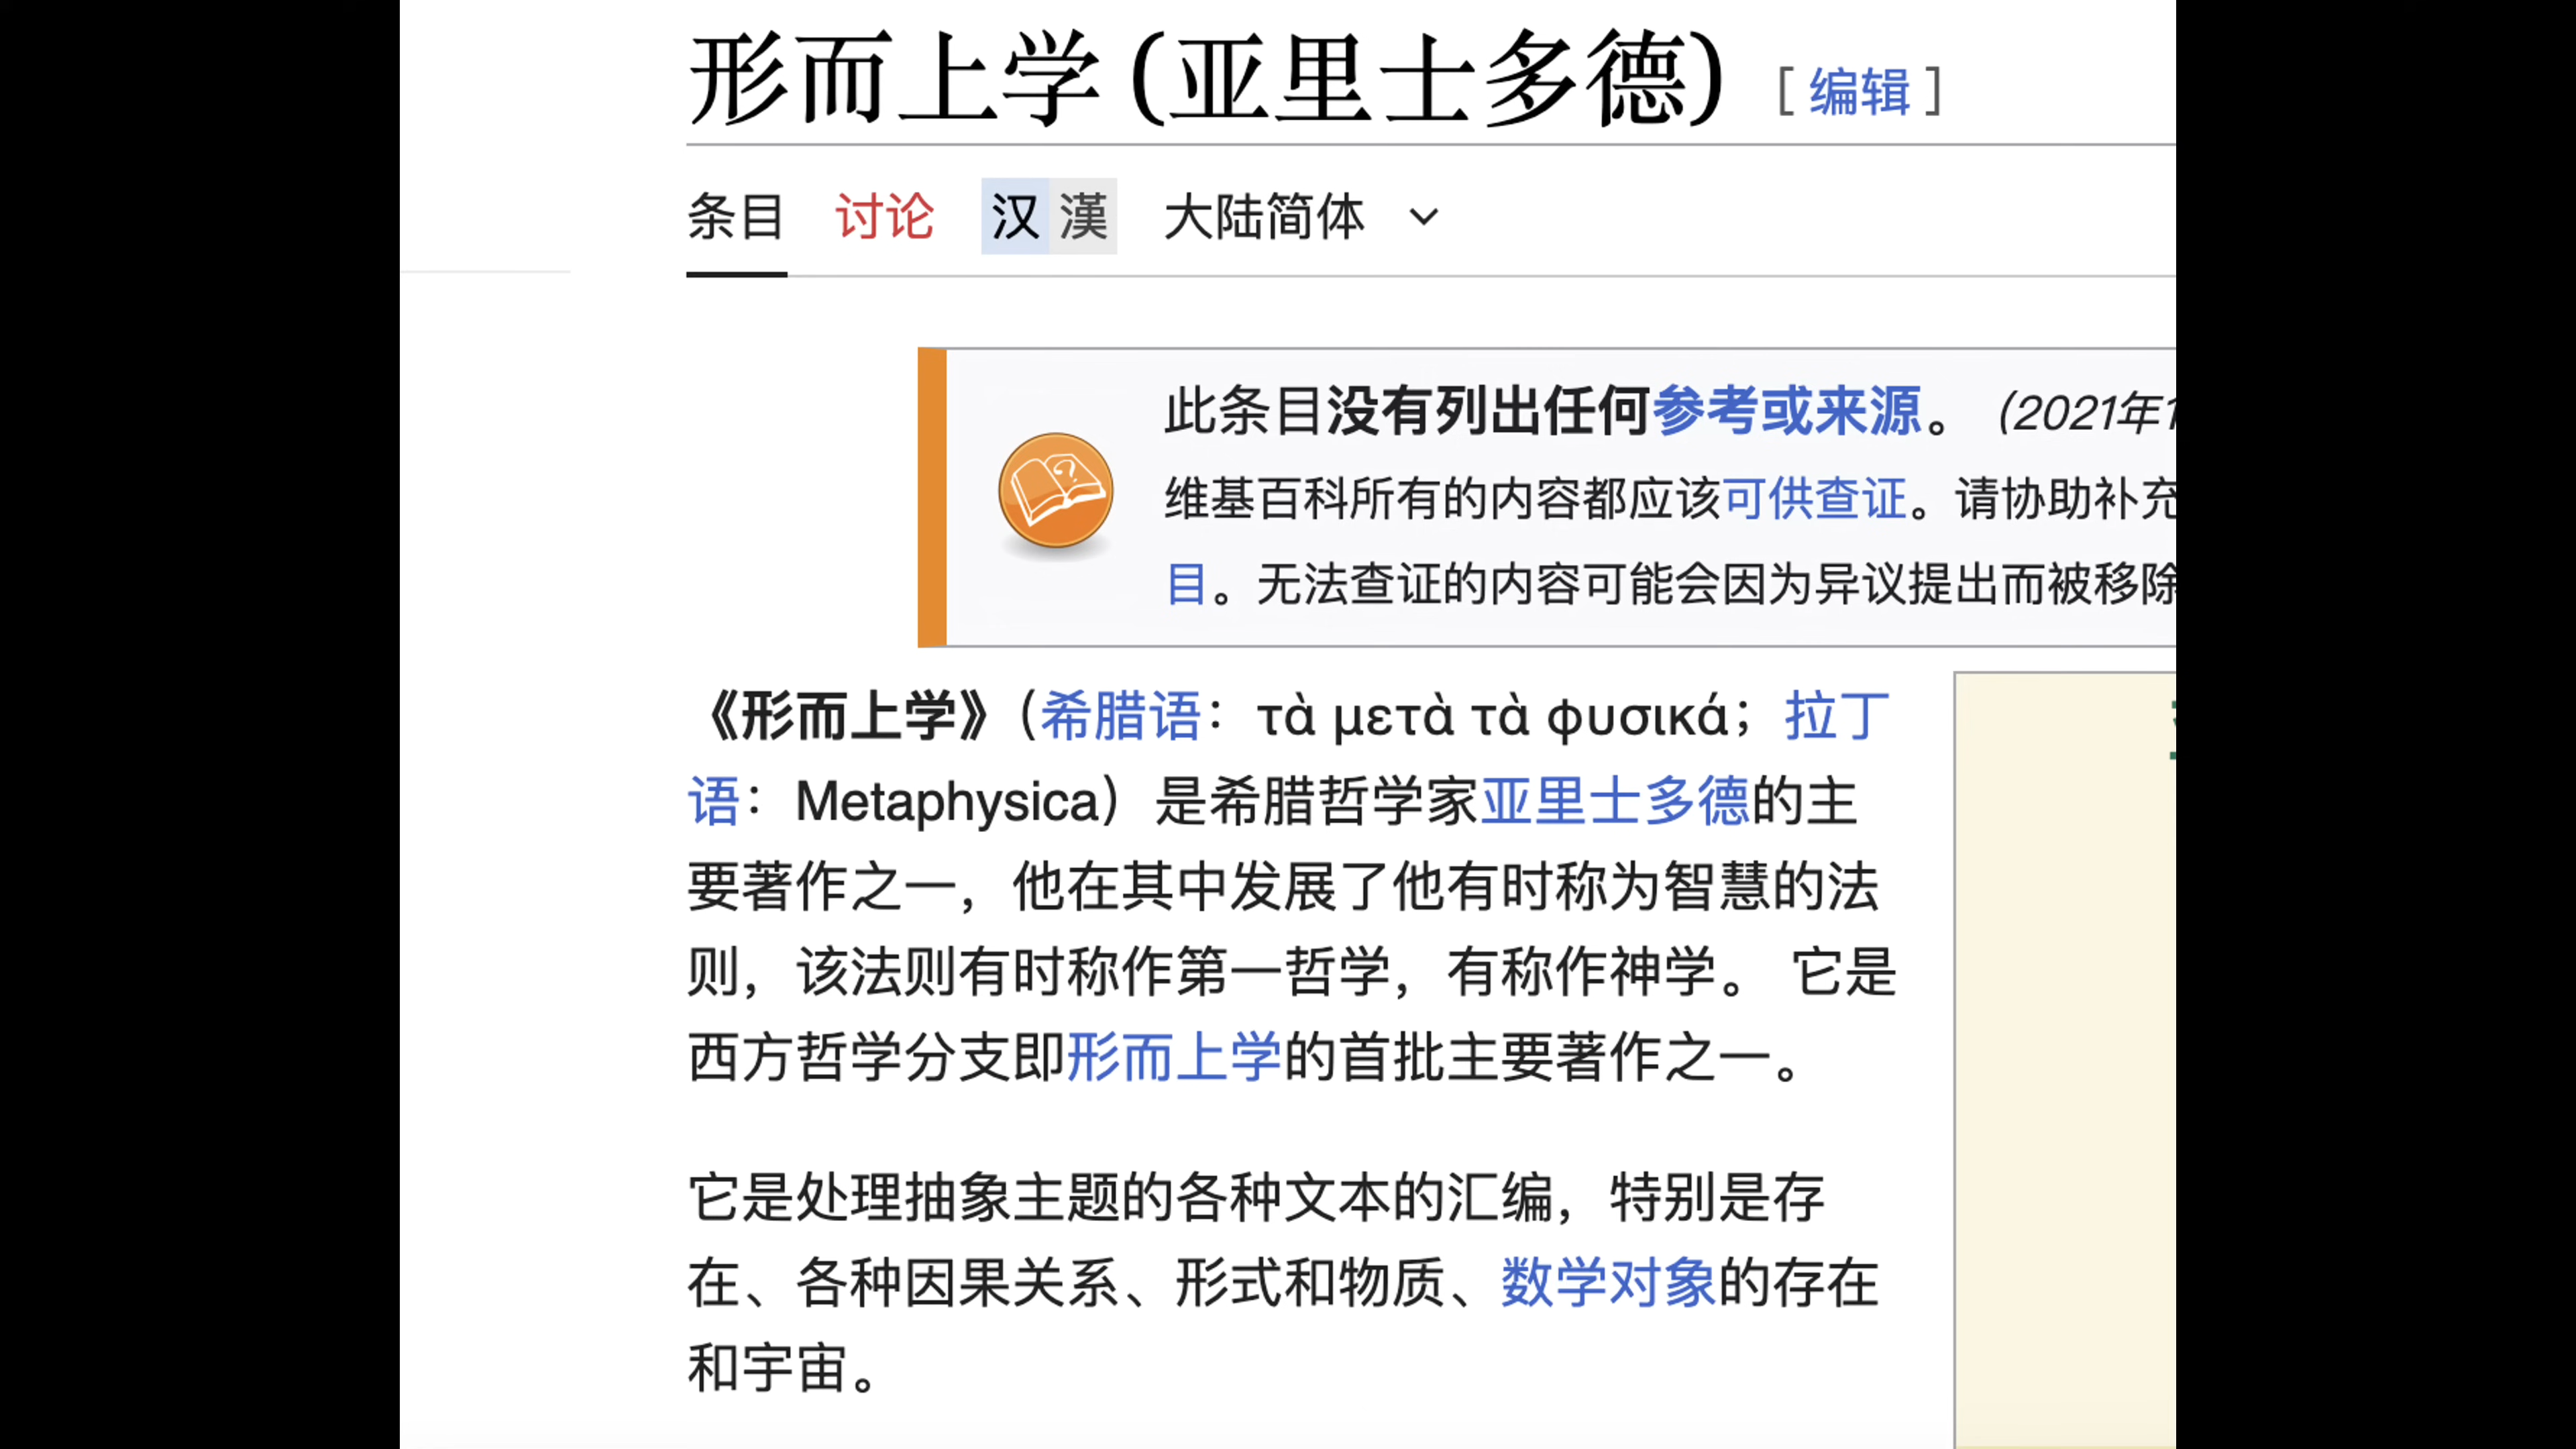 形而上学 (亚里士多德) [编辑]
条目 讨论 汉 漢 大陆简体
此条目没有列出任何参考或来源。 (2021年1
维基百科所有的内容都应该可供查证。请协助补充
目。无法查证的内容可能会因为异议提出而被移除
《形而上学》（希腊语：τὰ μετὰ τὰ φυσικά；拉丁
语：Metaphysica）是希腊哲学家亚里士多德的主
要著作之一，他在其中发展了他有时称为智慧的法
则，该法则有时称作第一哲学，有称作神学。 它是
西方哲学分支即形而上学的首批主要著作之一。
它是处理抽象主题的各种文本的汇编，特别是存
在、各种因果关系、形式和物质、数学对象的存在
和宇宙。